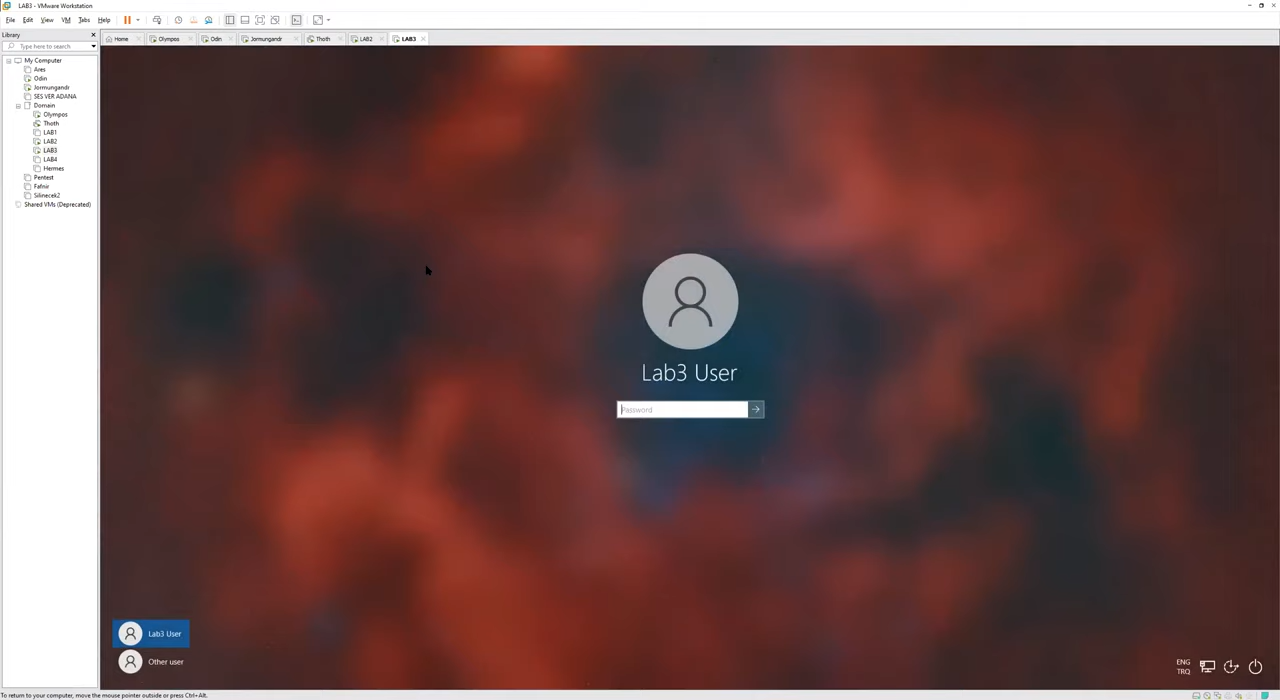 LAB3 - VMware Workstation
File Edit View VM Tabs Help
Library
Type here to search
Home Olympos Odin Jormungandr Thoth LAB2 LAB3
My Computer
Ares
Odin
Jormungandr
SES VER ADANA
Domain
Olympos
Thoth
LAB1
LAB2
LAB3
LAB4
Hermes
Pentest
Fafnir
Silinecek2
Shared VMs (Deprecated)
Lab3 User
Password
Lab3 User
Other user
ENG
TRQ
To return to your computer, move the mouse pointer outside or press Ctrl+Alt.